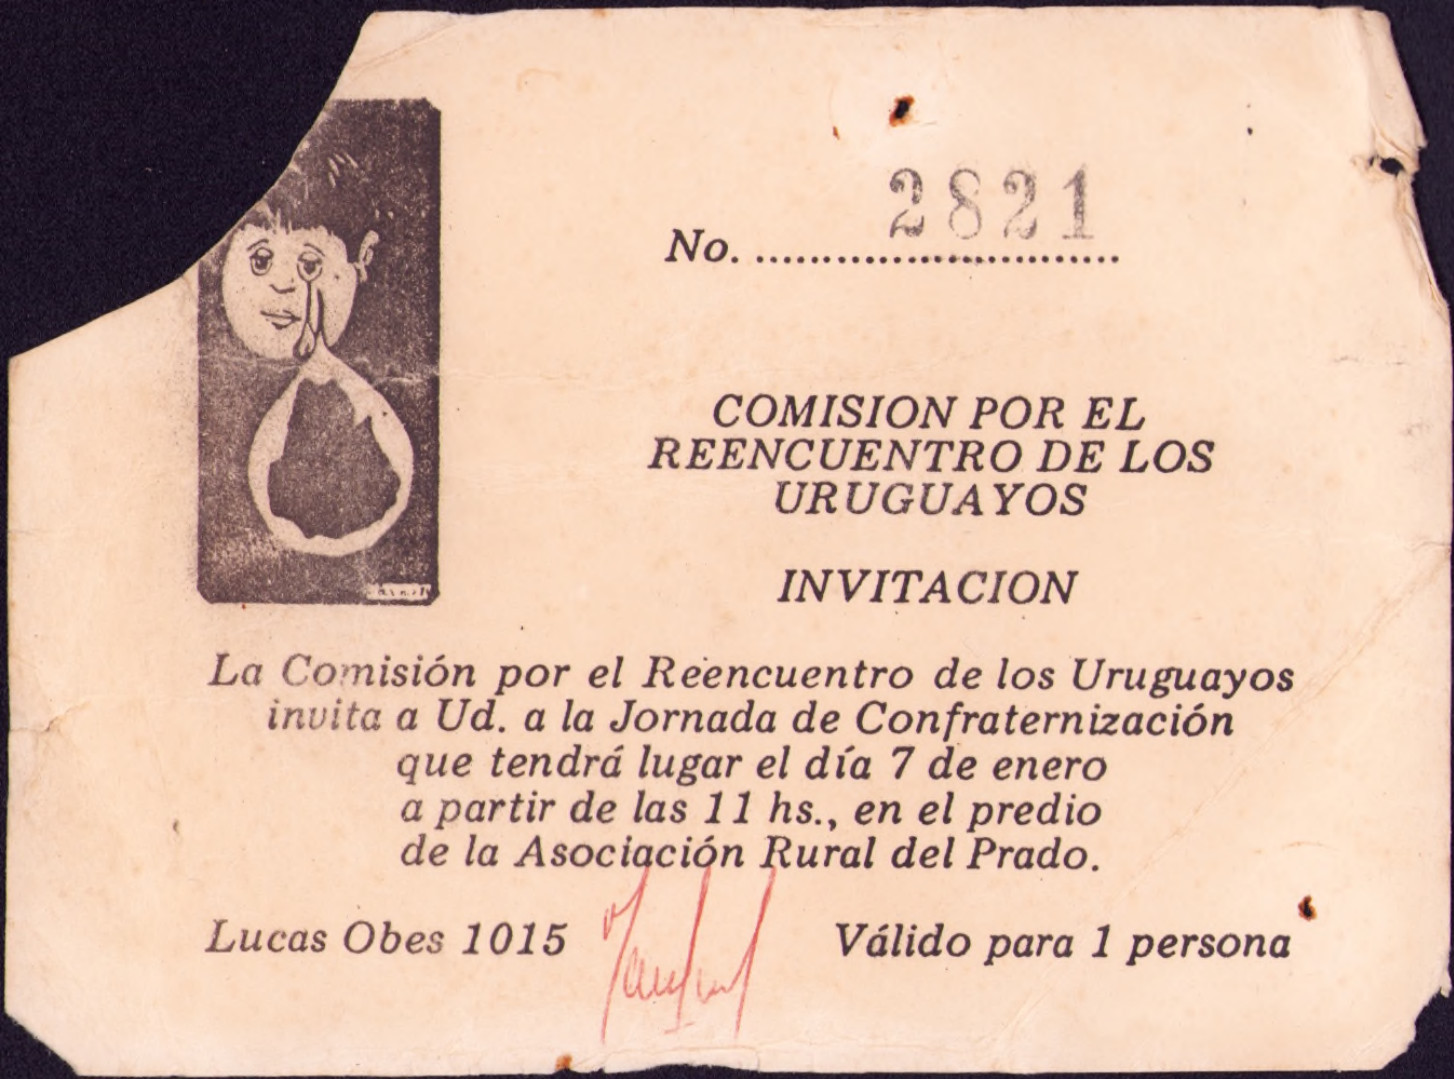 No. 2821
COMISION POR EL
REENCUENTRO DE LOS
URUGUAYOS
INVITACION
La Comisión por el Reencuentro de los Uruguayos
invita a Ud. a la Jornada de Confraternización
que tendrá lugar el día 7 de enero
a partir de las 11 hs., en el predio
de la Asociación Rural del Prado.
Lucas Obes 1015
Válido para 1 persona